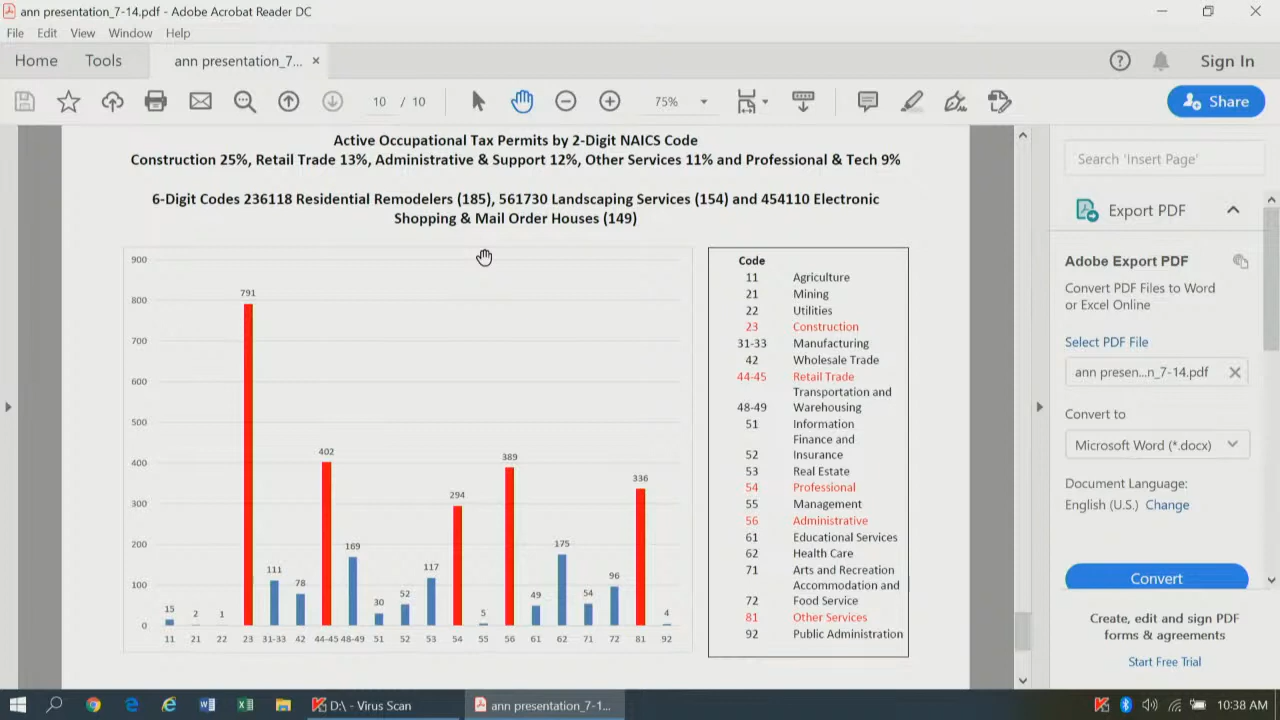 ann presentation_7-14.pdf - Adobe Acrobat Reader DC
File Edit View Window Help
Home Tools ann presentation_7... × Sign In
10 / 10 75% Share
Active Occupational Tax Permits by 2-Digit NAICS Code
Construction 25%, Retail Trade 13%, Administrative & Support 12%, Other Services 11% and Professional & Tech 9%
6-Digit Codes 236118 Residential Remodelers (185), 561730 Landscaping Services (154) and 454110 Electronic
Shopping & Mail Order Houses (149)
900
800
700
600
500
400
300
200
100
0
15 2 1 791 111 78 402 169 30 52 117 294 5 389 49 175 54 96 336 4
11 21 22 23 31-33 42 44-45 48-49 51 52 53 54 55 56 61 62 71 72 81 92
Code
11 Agriculture
21 Mining
22 Utilities
23 Construction
31-33 Manufacturing
42 Wholesale Trade
44-45 Retail Trade
Transportation and
48-49 Warehousing
51 Information
Finance and
52 Insurance
53 Real Estate
54 Professional
55 Management
56 Administrative
61 Educational Services
62 Health Care
71 Arts and Recreation
Accommodation and
72 Food Service
81 Other Services
92 Public Administration
Search 'Insert Page'
Export PDF
Adobe Export PDF
Convert PDF Files to Word
or Excel Online
Select PDF File
ann presen...n_7-14.pdf
Convert to
Microsoft Word (*.docx)
Document Language:
English (U.S.) Change
Convert
Create, edit and sign PDF
forms & agreements
Start Free Trial
D:\ - Virus Scan ann presentation_7-1... 10:38 AM